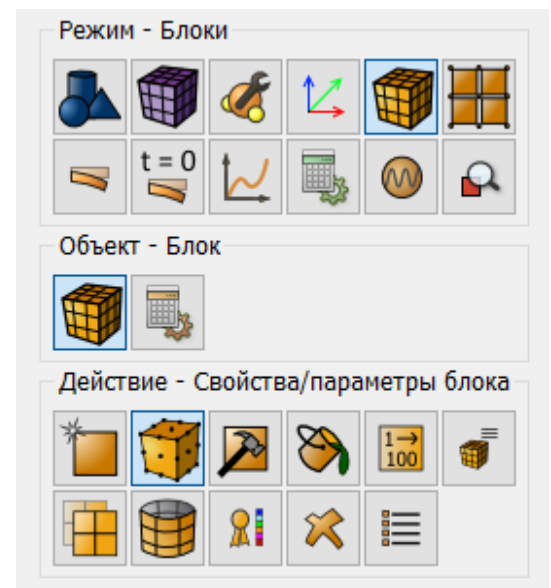 Режим - Блоки
t = 0
Объект - Блок
Действие - Свойства/параметры блока
1→
100